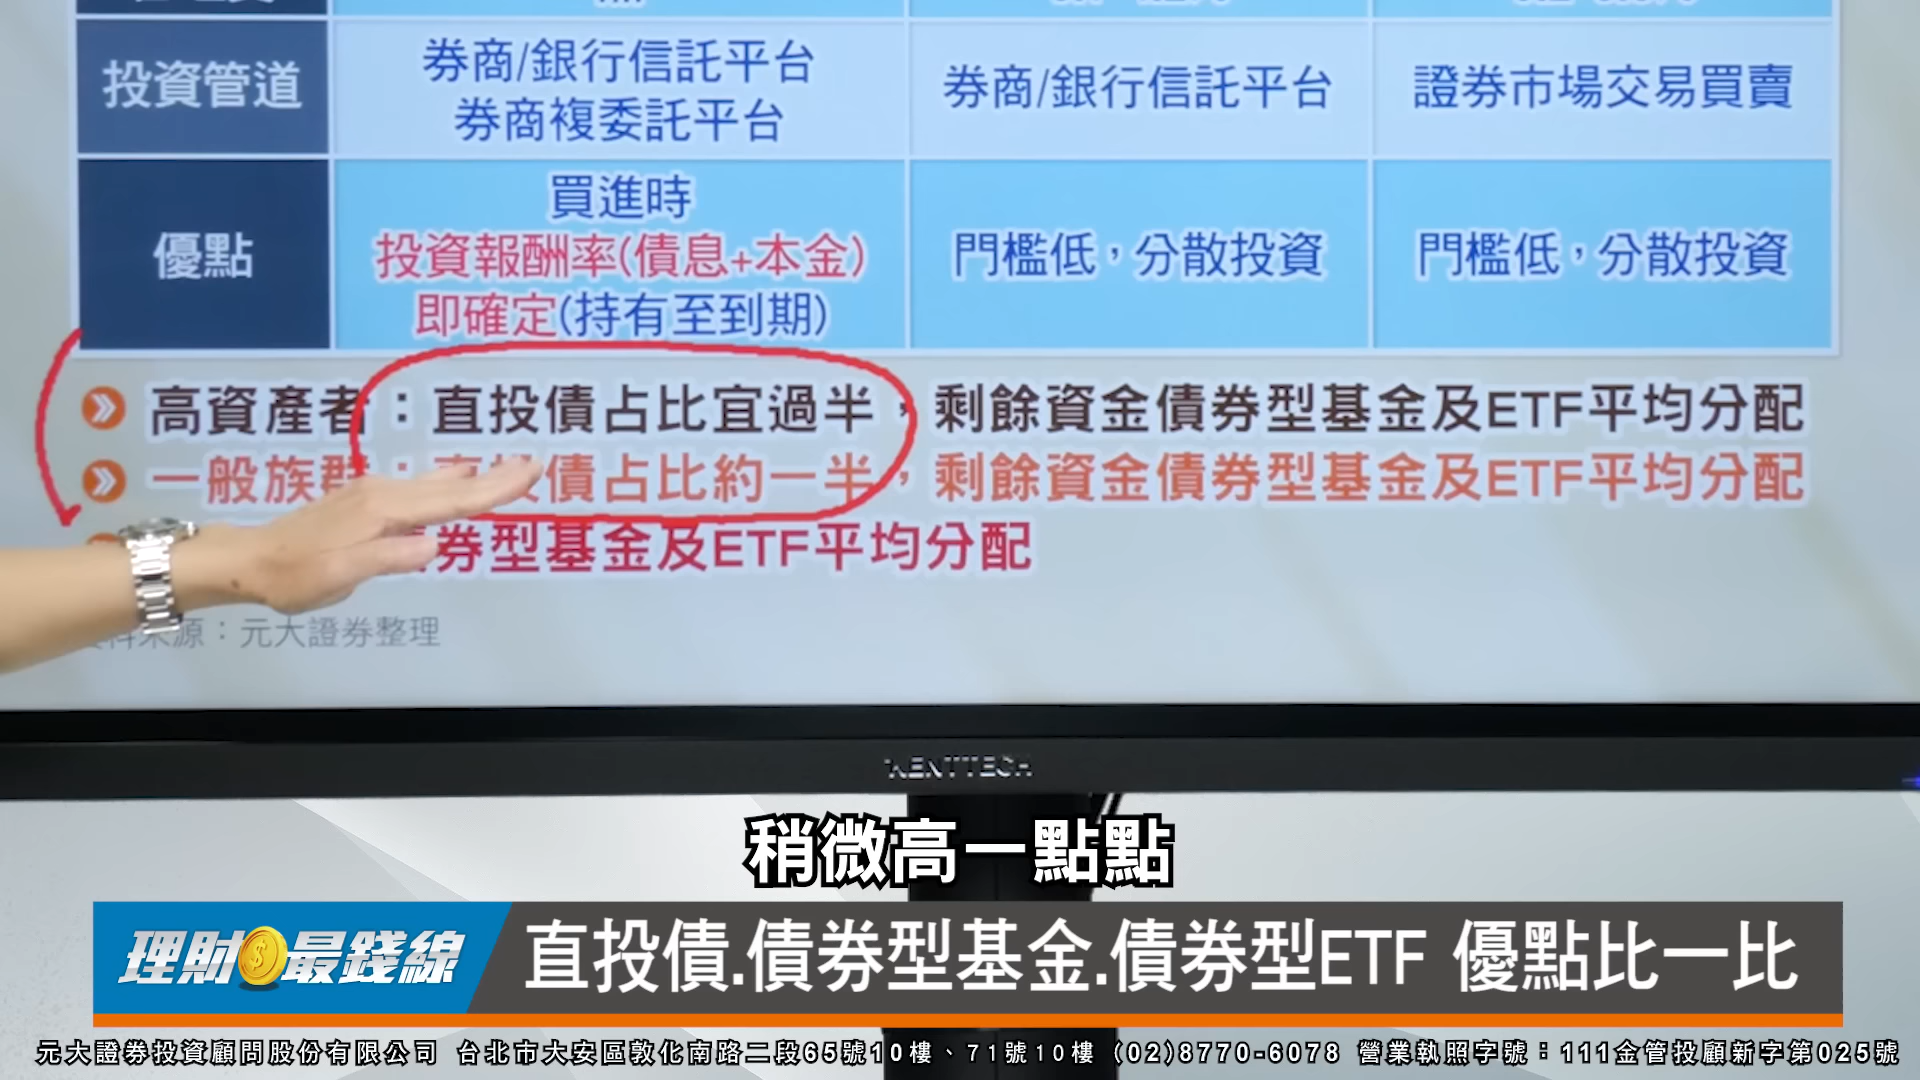 投資管道
券商/銀行信託平台
券商複委託平台
券商/銀行信託平台
證券市場交易買賣
優點
買進時
投資報酬率(債息+本金)
即確定(持有至到期)
門檻低，分散投資
門檻低，分散投資
高資產者：直投債占比宜過半，剩餘資金債券型基金及ETF平均分配
一般族群：直投債占比約一半，剩餘資金債券型基金及ETF平均分配
券型基金及ETF平均分配
資料來源：元大證券整理
KENTTECH
稍微高一點點
理財最錢線
直投債.債券型基金.債券型ETF 優點比一比
元大證券投資顧問股份有限公司 台北市大安區敦化南路二段65號10樓、71號10樓 (02)8770-6078 營業執照字號：111金管投顧新字第025號